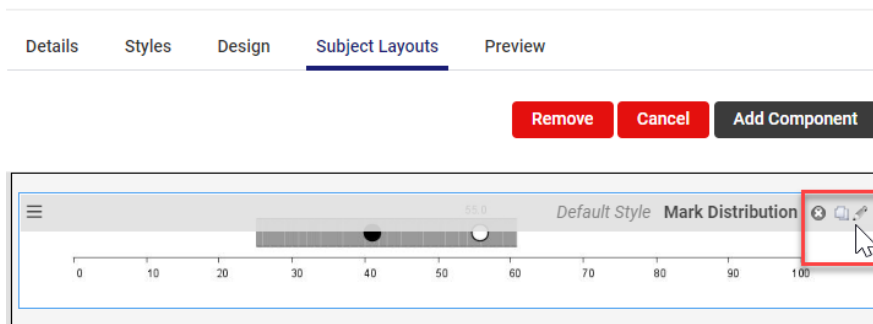 Details Styles Design Subject Layouts Preview
Remove Cancel Add Component
55.0 Default Style Mark Distribution
0 10 20 30 40 50 60 70 80 90 100